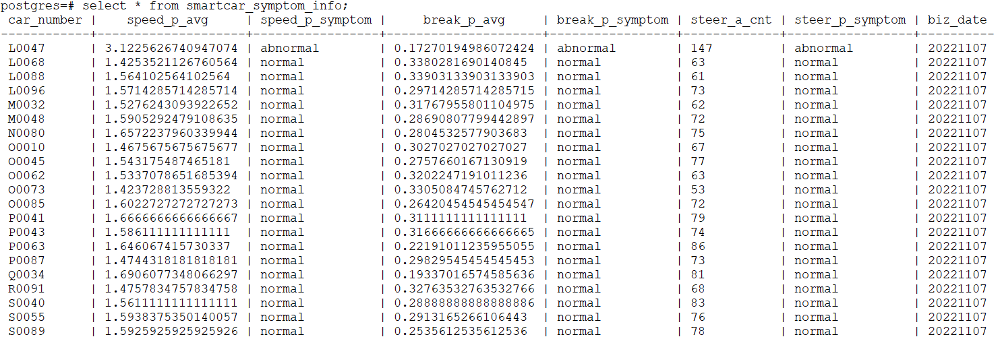 postgres=# select * from smartcar_symptom_info;
car_number | speed_p_avg | speed_p_symptom | break_p_avg | break_p_symptom | steer_a_cnt | steer_p_symptom | biz_date
------------+--------------------+-----------------+---------------------+-----------------+-------------+-----------------+----------
L0047 | 3.1225626740947074 | abnormal | 0.17270194986072424 | abnormal | 147 | abnormal | 20221107
L0068 | 1.4253521126760564 | normal | 0.3380281690140845 | normal | 63 | normal | 20221107
L0088 | 1.564102564102564 | normal | 0.33903133903133903 | normal | 61 | normal | 20221107
L0096 | 1.5714285714285714 | normal | 0.29714285714285715 | normal | 73 | normal | 20221107
M0032 | 1.5276243093922652 | normal | 0.31767955801104975 | normal | 62 | normal | 20221107
M0048 | 1.5905292479108635 | normal | 0.28690807799442897 | normal | 72 | normal | 20221107
N0080 | 1.6572237960339944 | normal | 0.2804532577903683 | normal | 75 | normal | 20221107
O0010 | 1.4675675675675677 | normal | 0.3027027027027027 | normal | 67 | normal | 20221107
O0045 | 1.543175487465181 | normal | 0.2757660167130919 | normal | 77 | normal | 20221107
O0062 | 1.5337078651685394 | normal | 0.3202247191011236 | normal | 63 | normal | 20221107
O0073 | 1.423728813559322 | normal | 0.3305084745762712 | normal | 53 | normal | 20221107
O0085 | 1.6022727272727273 | normal | 0.26420454545454547 | normal | 72 | normal | 20221107
P0041 | 1.6666666666666667 | normal | 0.3111111111111111 | normal | 79 | normal | 20221107
P0043 | 1.586111111111111 | normal | 0.31666666666666665 | normal | 74 | normal | 20221107
P0063 | 1.646067415730337 | normal | 0.22191011235955055 | normal | 86 | normal | 20221107
P0087 | 1.4744318181818181 | normal | 0.29829545454545453 | normal | 73 | normal | 20221107
Q0034 | 1.6906077348066297 | normal | 0.19337016574585636 | normal | 81 | normal | 20221107
R0091 | 1.4757834757834758 | normal | 0.32763532763532766 | normal | 68 | normal | 20221107
S0040 | 1.5611111111111111 | normal | 0.28888888888888886 | normal | 83 | normal | 20221107
S0055 | 1.5938375350140057 | normal | 0.2913165266106443 | normal | 76 | normal | 20221107
S0089 | 1.5925925925925926 | normal | 0.2535612535612536 | normal | 78 | normal | 20221107